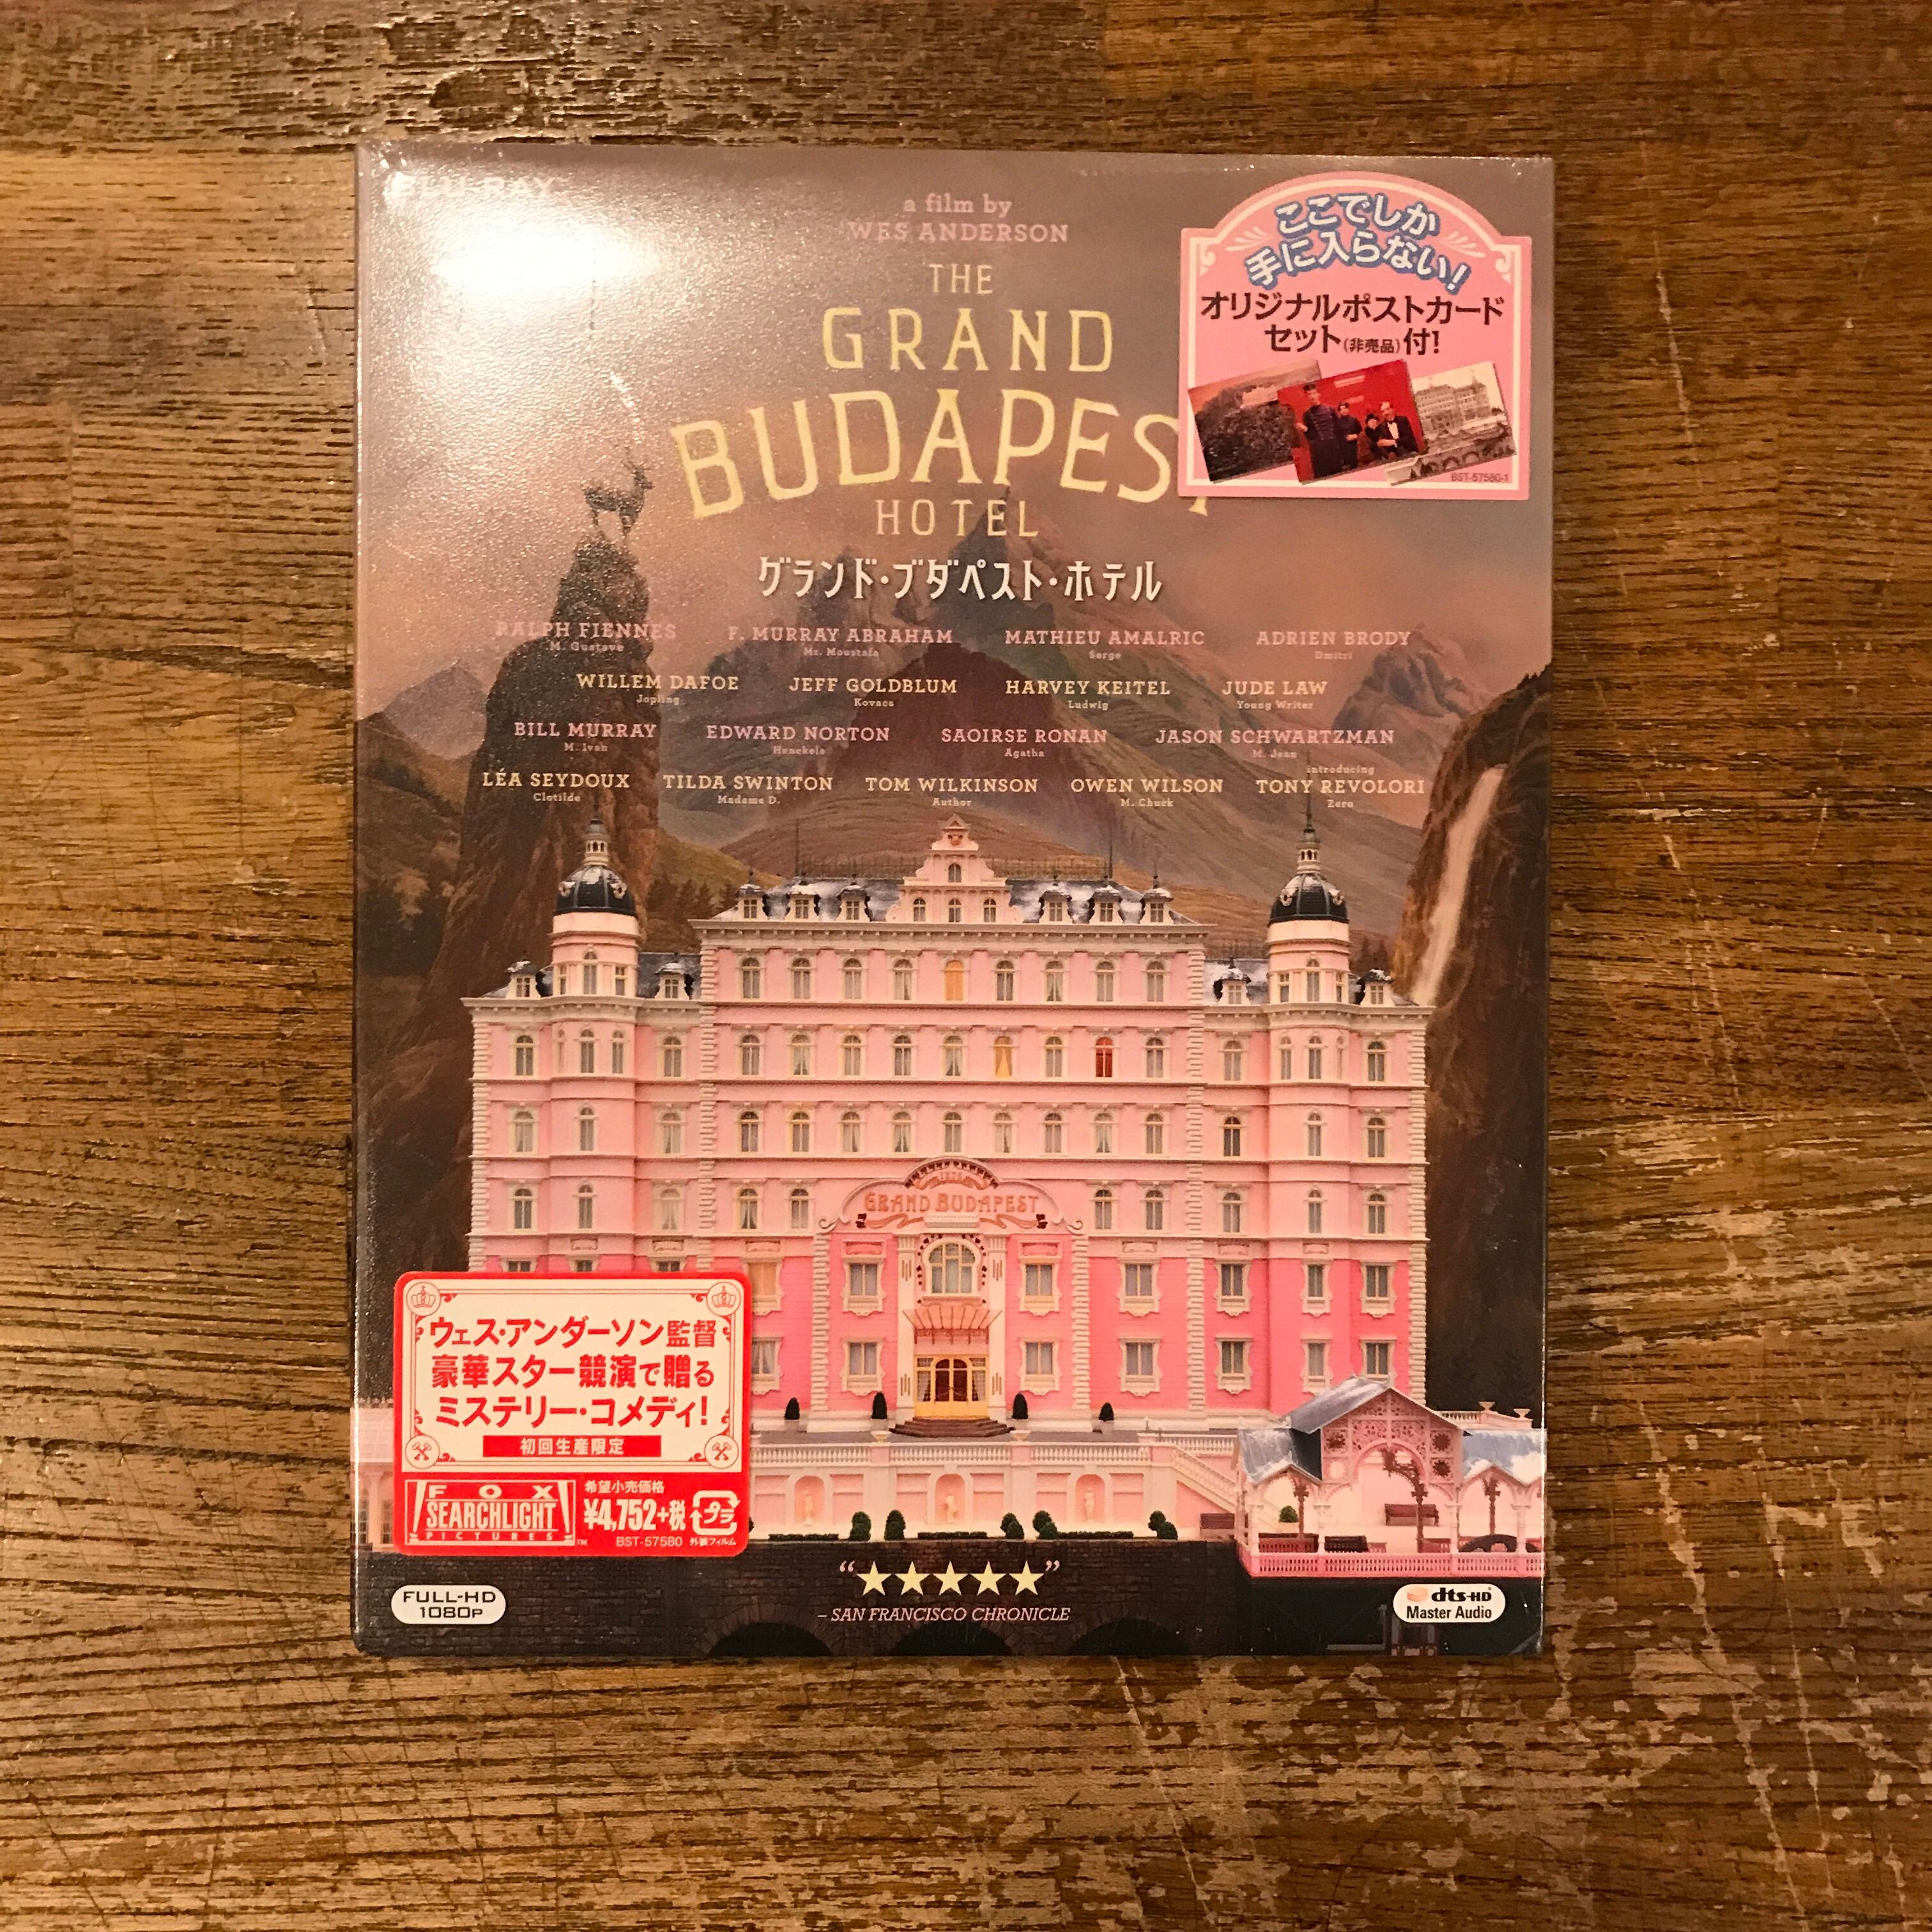 BLU-RAY
a film by
WES ANDERSON
THE
GRAND
BUDAPEST
HOTEL
グランド・ブダペスト・ホテル
ここでしか
手に入らない!
オリジナルポストカード
セット(非売品)付!
BST-57580-1
RALPH FIENNES F. MURRAY ABRAHAM MATHIEU AMALRIC ADRIEN BRODY
M. Gustave Mr. Moustafa Serge Dmitri
WILLEM DAFOE JEFF GOLDBLUM HARVEY KEITEL JUDE LAW
Jopling Kovacs Ludwig Young Writer
BILL MURRAY EDWARD NORTON SAOIRSE RONAN JASON SCHWARTZMAN
M. Ivan Henckels Agatha M. Jean
introducing
LÉA SEYDOUX TILDA SWINTON TOM WILKINSON OWEN WILSON TONY REVOLORI
Clotilde Madame D. Author M. Chuck Zero
GRAND BUDAPEST
ウェス・アンダーソン監督
豪華スター競演で贈る
ミステリー・コメディ!
初回生産限定
FOX
SEARCHLIGHT
PICTURES
TM
希望小売価格
¥4,752+税
プラ
BST-57580 外装フィルム
“★★★★★”
– SAN FRANCISCO CHRONICLE
FULL-HD
1080P
dts-HD
Master Audio